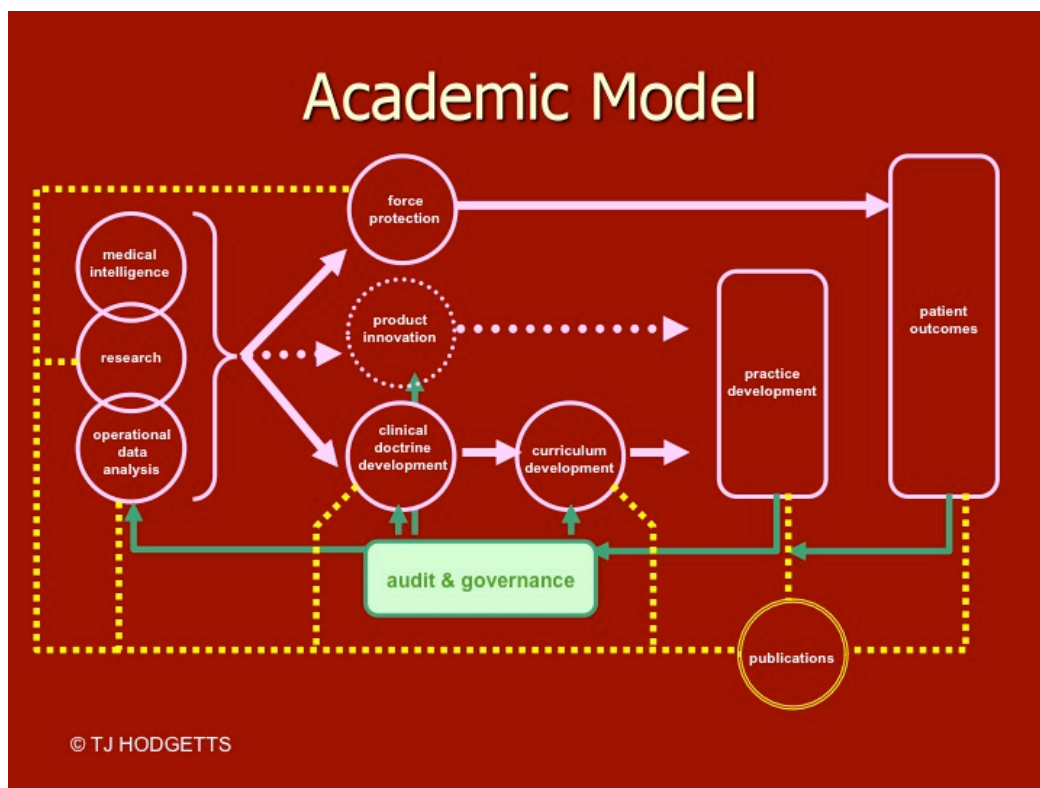 Academic Model
force
protection
medical
intelligence
product
innovation
patient
outcomes
research
practice
development
clinical
doctrine
development
operational
data
analysis
curriculum
development
audit & governance
publications
© TJ HODGETTS